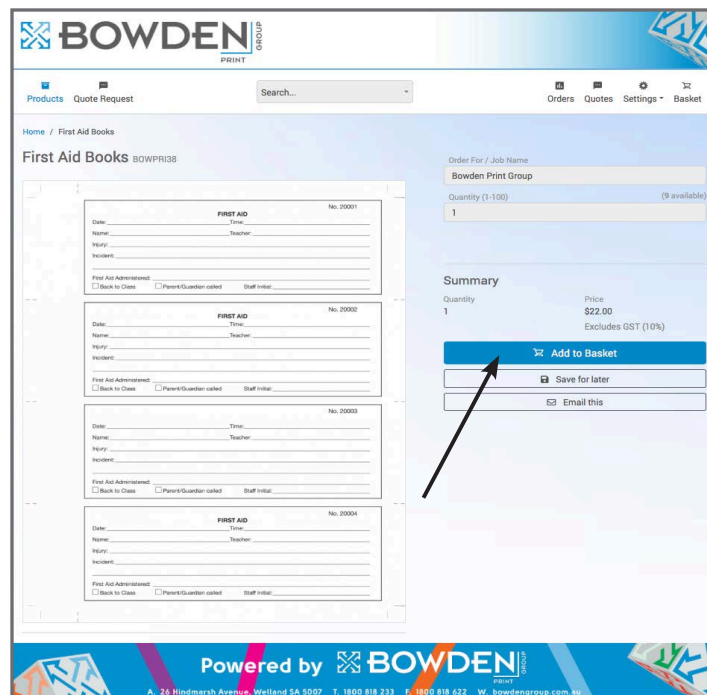 BOWDEN
PRINT
GROUP
Products
Quote Request
Search...
Orders
Quotes
Settings
Basket
Home / First Aid Books
First Aid Books BOWPRI38
No. 20001
FIRST AID
Date: Time:
Name: Teacher:
Injury:
Incident:
First Aid Administered:
Back to Class Parent/Guardian called Staff Initial:
No. 20002
FIRST AID
Date: Time:
Name: Teacher:
Injury:
Incident:
First Aid Administered:
Back to Class Parent/Guardian called Staff Initial:
No. 20003
Date: Time:
Name: Teacher:
Injury:
Incident:
First Aid Administered:
Back to Class Parent/Guardian called Staff Initial:
No. 20004
FIRST AID
Date: Time:
Name: Teacher:
Injury:
Incident:
First Aid Administered:
Back to Class Parent/Guardian called Staff Initial:
Order For / Job Name
Bowden Print Group
Quantity (1-100) (9 available)
1
Summary
Quantity Price
1 $22.00
Excludes GST (10%)
Add to Basket
Save for later
Email this
Powered by BOWDEN
PRINT
GROUP
A. 26 Hindmarsh Avenue, Welland SA 5007 T. 1800 818 233 F. 1800 818 622 W. bowdengroup.com.au